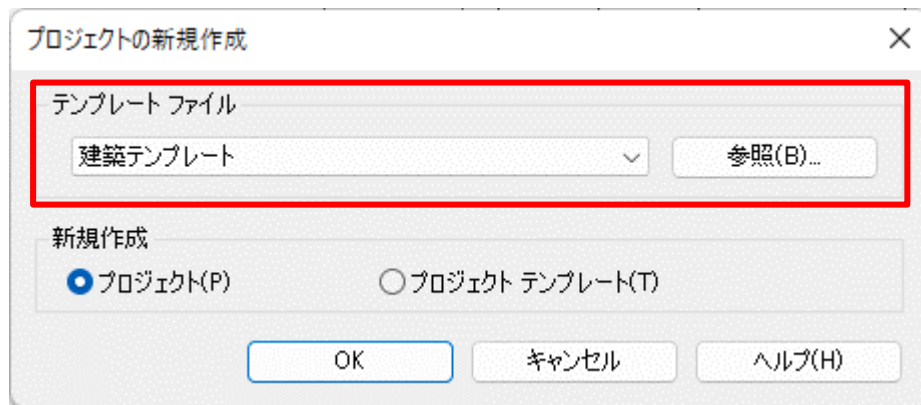 プロジェクトの新規作成
テンプレート ファイル
建築テンプレート 参照(B)...
新規作成
プロジェクト(P) プロジェクト テンプレート(T)
OK キャンセル ヘルプ(H)